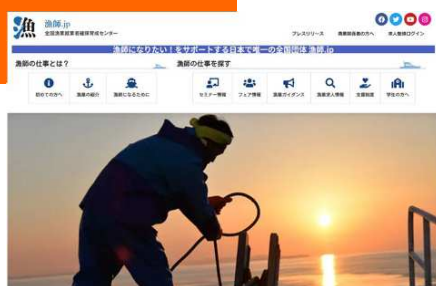 漁 漁師.jp
全国漁業就業者確保育成センター
プレスリリース 漁業関係者の方へ 求人登録ログイン
漁師になりたい！をサポートする日本で唯一の全国団体 漁師.jp
漁師の仕事とは？ 漁師の仕事を探す
初めての方へ 漁業の紹介 漁師になるために セミナー情報 フェア情報 漁業ガイダンス 漁業求人情報 支援制度 学生の方へ